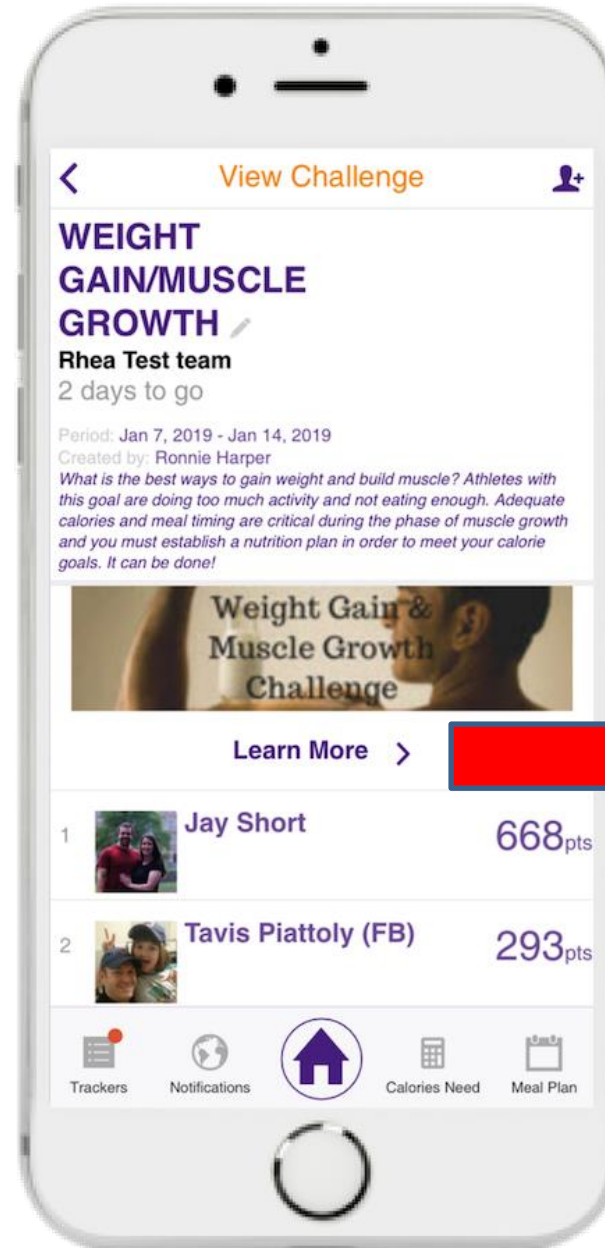 View Challenge
WEIGHT
GAIN/MUSCLE
GROWTH
Rhea Test team
2 days to go
Period: Jan 7, 2019 - Jan 14, 2019
Created by: Ronnie Harper
What is the best ways to gain weight and build muscle? Athletes with
this goal are doing too much activity and not eating enough. Adequate
calories and meal timing are critical during the phase of muscle growth
and you must establish a nutrition plan in order to meet your calorie
goals. It can be done!
Weight Gain &
Muscle Growth
Challenge
Learn More >
1 Jay Short 668pts
2 Tavis Piattoly (FB) 293pts
Trackers Notifications Calories Need Meal Plan